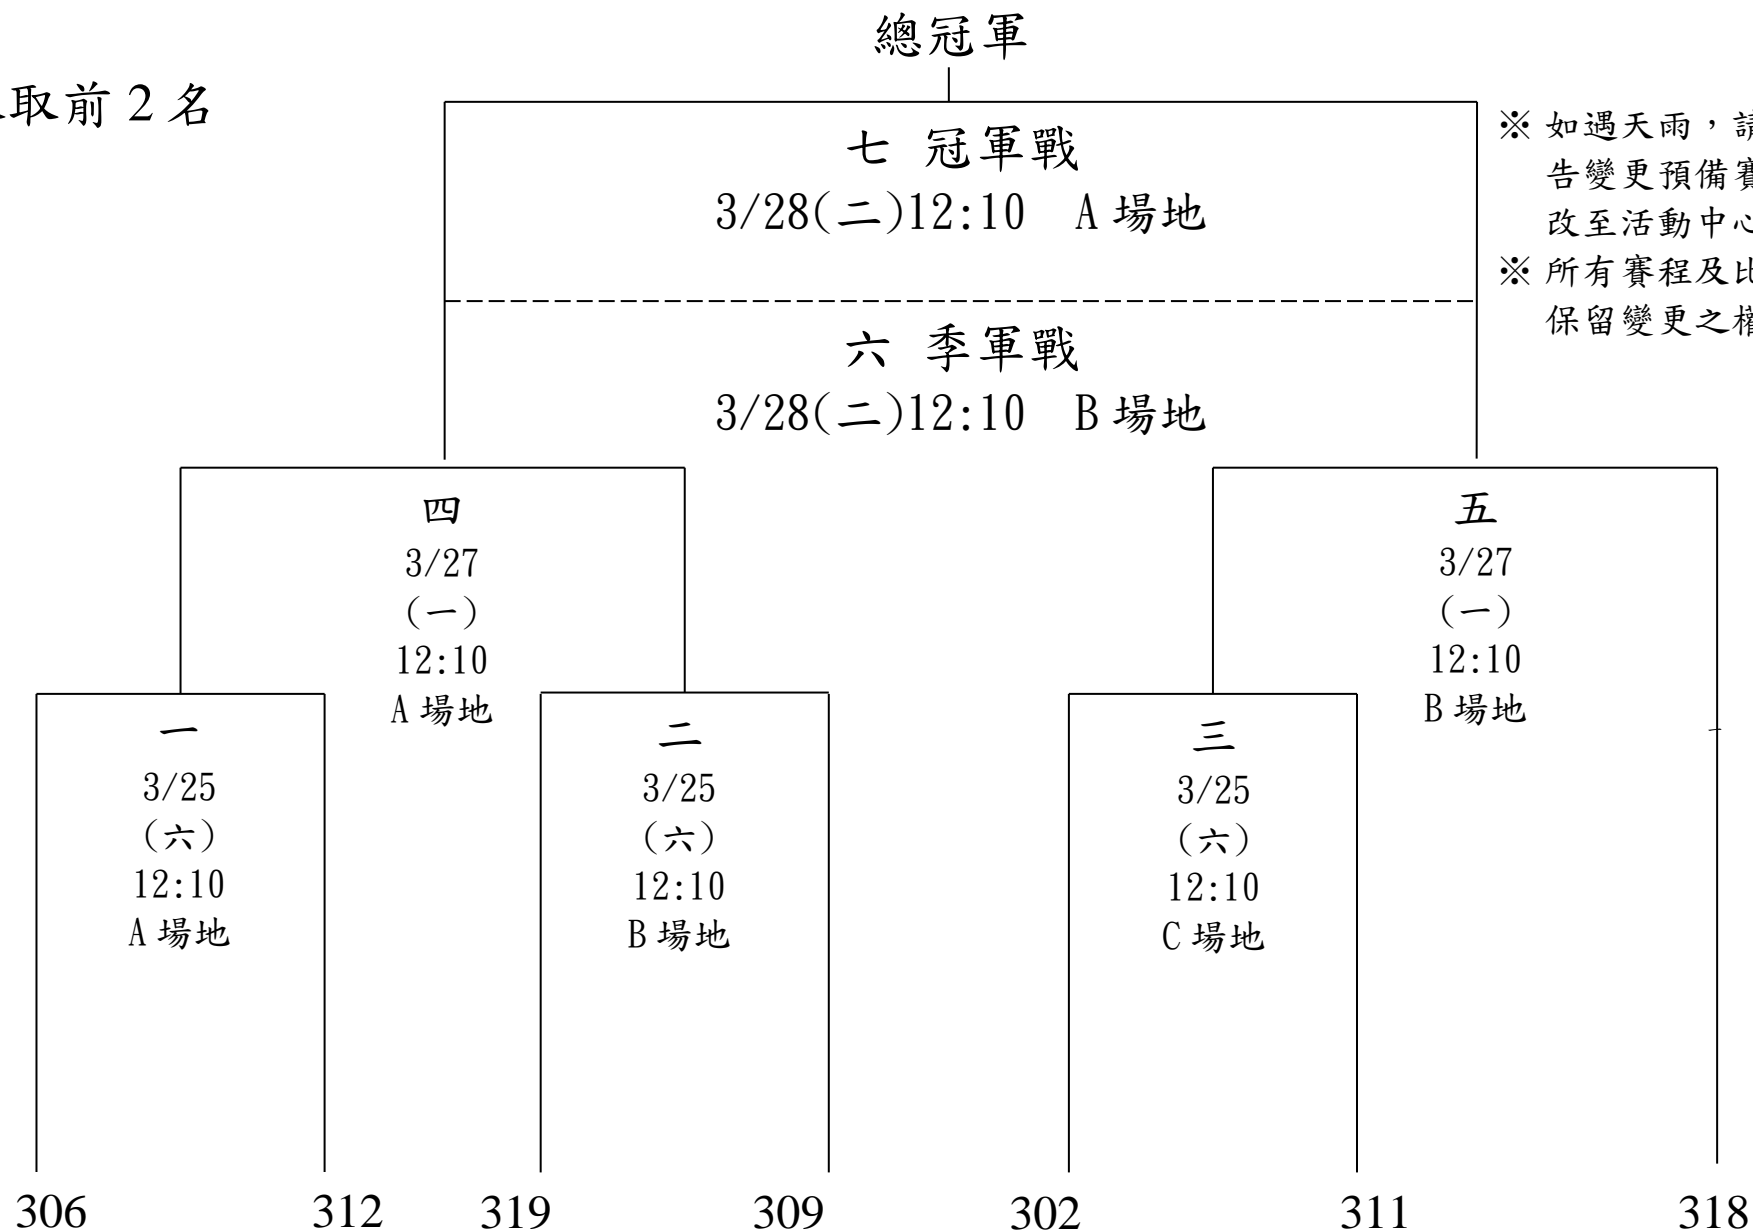 總冠軍
取前 2 名
七 冠軍戰
3/28(二)12:10 A 場地
※ 如遇天雨，請
告變更預備賽
改至活動中心
※ 所有賽程及比
保留變更之權
六 季軍戰
3/28(二)12:10 B 場地
四
3/27
(一)
12:10
A 場地
五
3/27
(一)
12:10
B 場地
一
3/25
(六)
12:10
A 場地
二
3/25
(六)
12:10
B 場地
三
3/25
(六)
12:10
C 場地
306 312 319 309 302 311 318